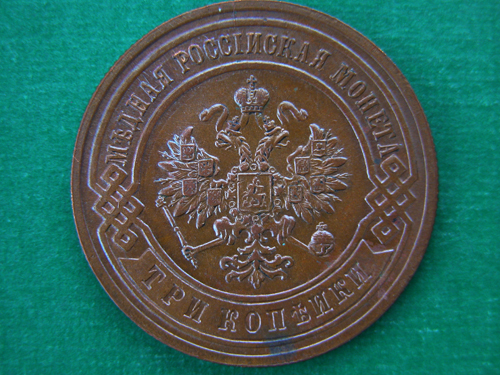 МѢДНАЯ РОССІЙСКАЯ МОНЕТА
ТРИ КОПѢЙКИ